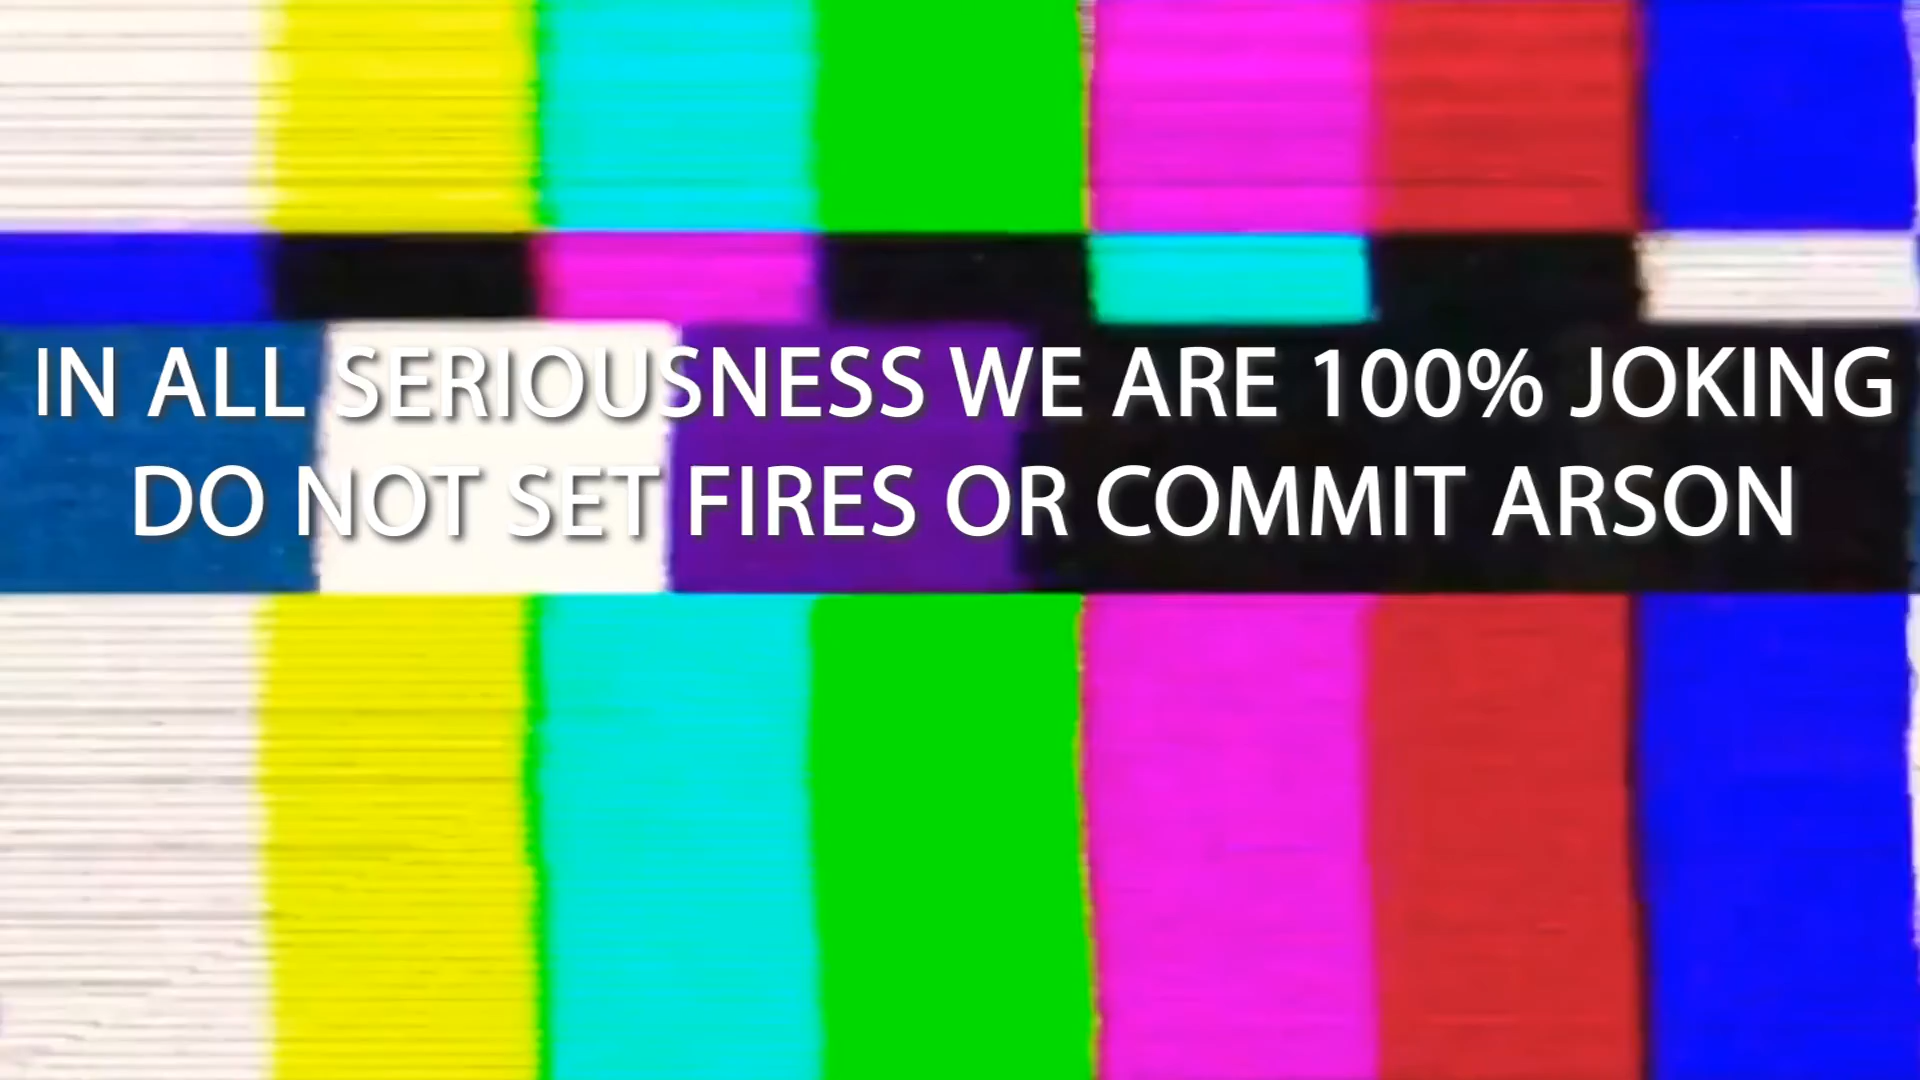 IN ALL SERIOUSNESS WE ARE 100% JOKING
DO NOT SET FIRES OR COMMIT ARSON